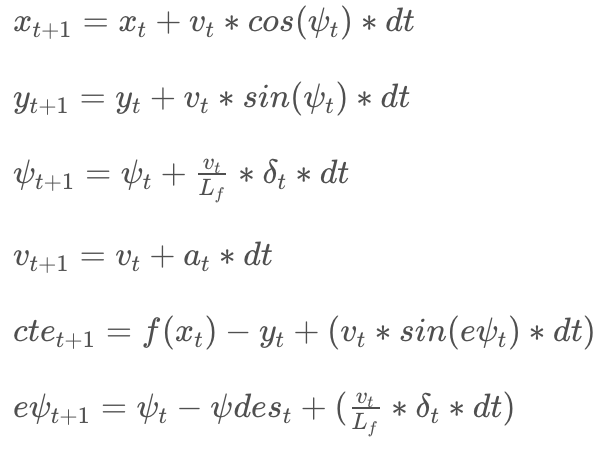 x_{t+1} = x_t + v_t * cos(ψ_t) * dt
y_{t+1} = y_t + v_t * sin(ψ_t) * dt
ψ_{t+1} = ψ_t + \frac{v_t}{L_f} * δ_t * dt
v_{t+1} = v_t + a_t * dt
cte_{t+1} = f(x_t) − y_t + (v_t * sin(eψ_t) * dt)
eψ_{t+1} = ψ_t − ψdes_t + (\frac{v_t}{L_f} * δ_t * dt)